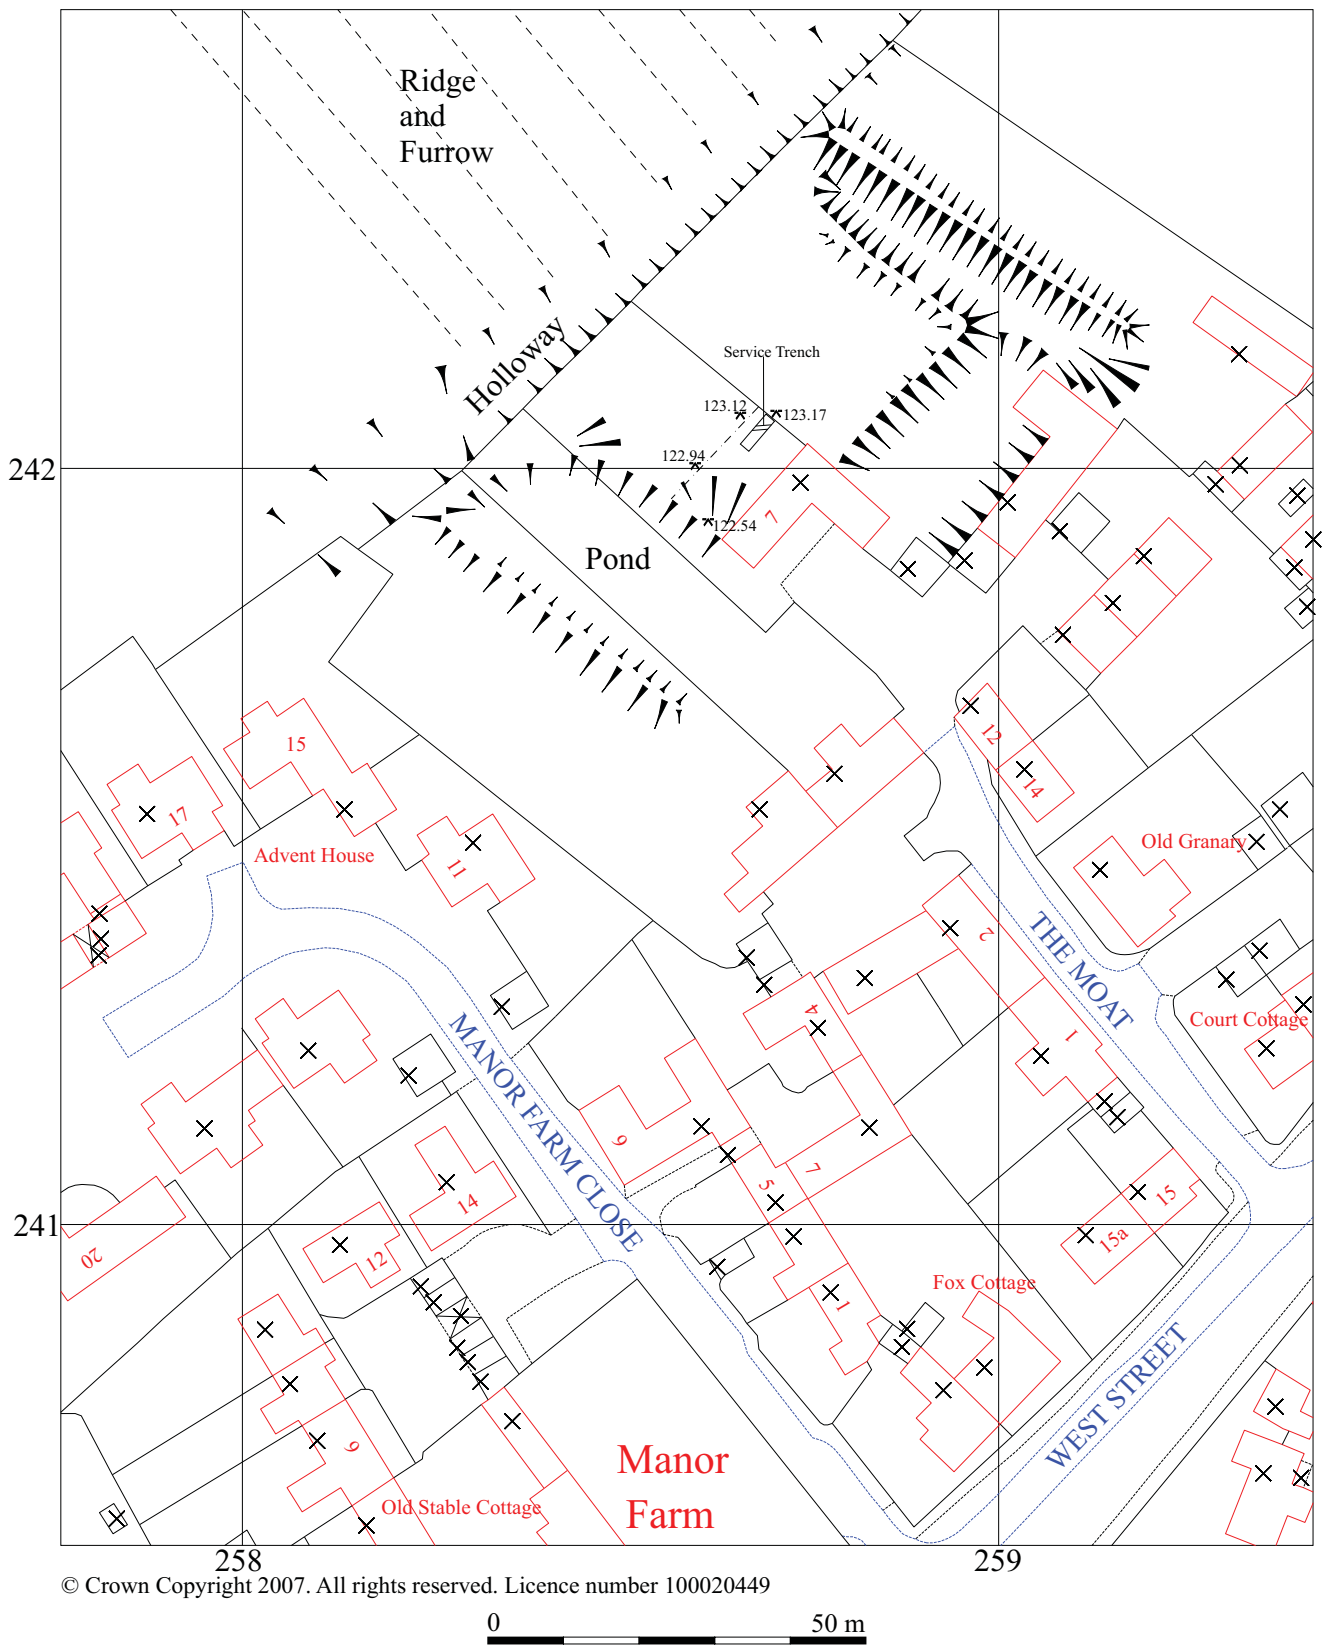 Ridge
and
Furrow
Holloway
Service Trench
123.12
123.17
122.94
122.54
242
7
Pond
12
14
15
17
Advent House
11
Old Granary
THE MOAT
2
4
1
Court Cottage
MANOR FARM CLOSE
9
7
5
14
15
15a
241
20
12
1
Fox Cottage
WEST STREET
9
Manor
Farm
Old Stable Cottage
258
259
© Crown Copyright 2007. All rights reserved. Licence number 100020449
0
50 m